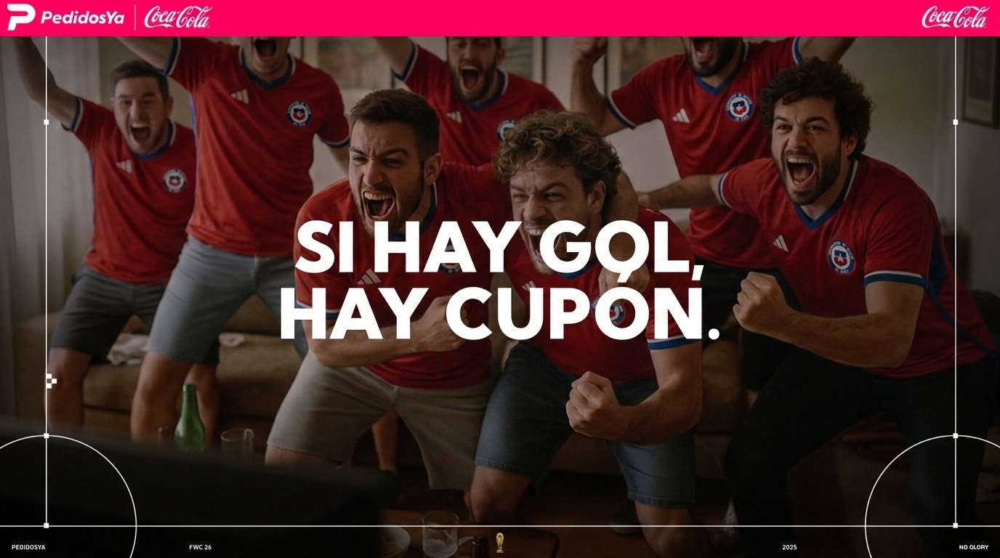 PedidosYa
Coca-Cola
Coca-Cola
SI HAY GOL,
HAY CUPÓN.
PEDIDOSYA
FWC 26
2025
NO GLORY